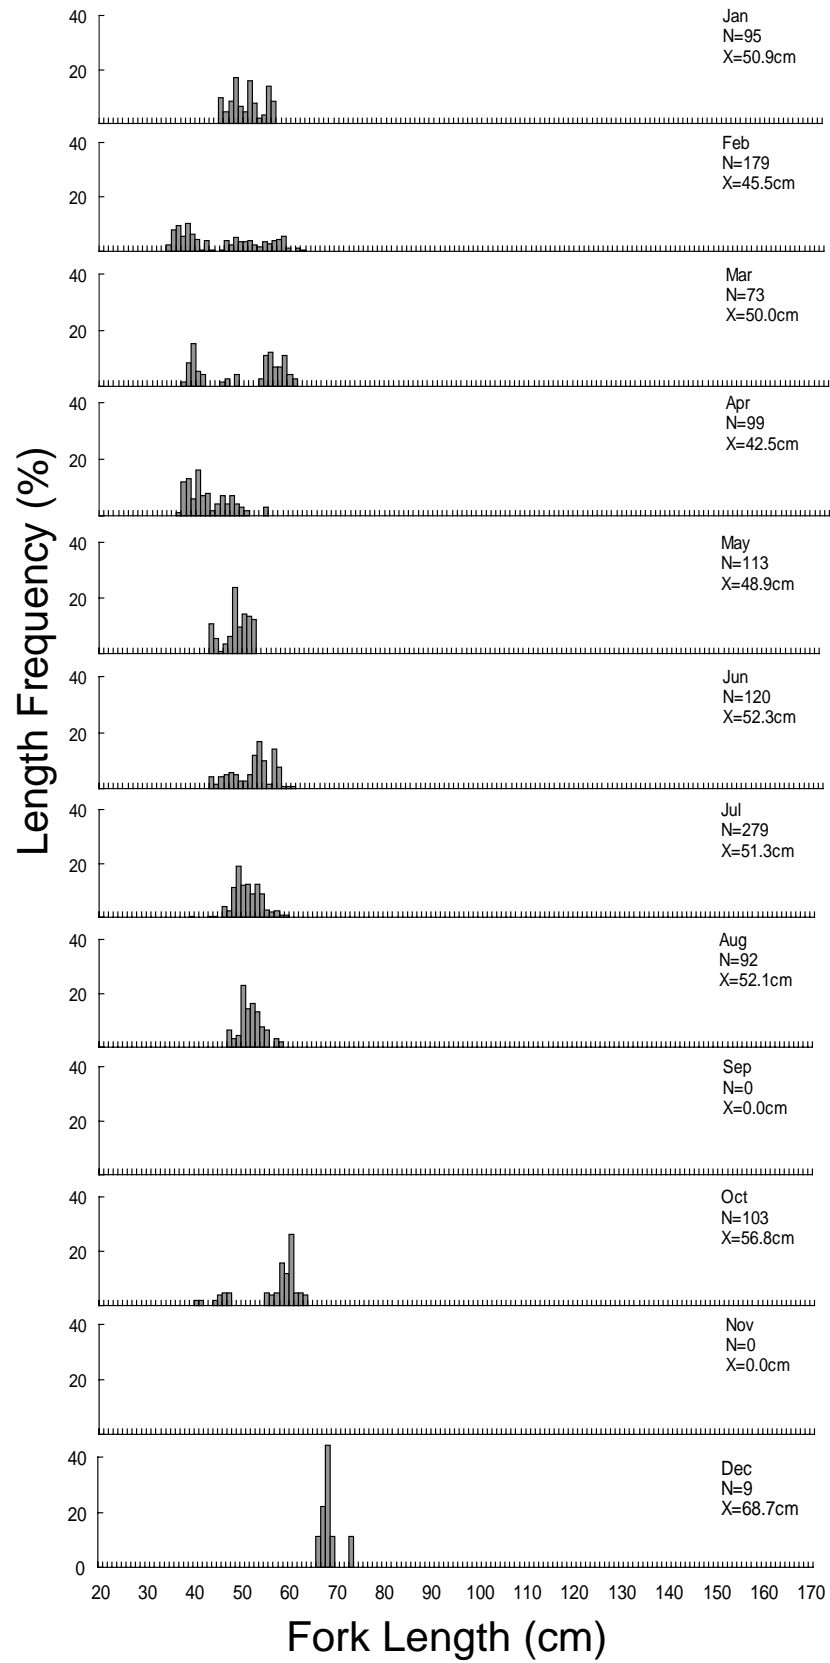 Length Frequency (%)
40
20
Jan
N=95
X=50.9cm
40
20
Feb
N=179
X=45.5cm
40
20
Mar
N=73
X=50.0cm
40
20
Apr
N=99
X=42.5cm
40
20
May
N=113
X=48.9cm
40
20
Jun
N=120
X=52.3cm
40
20
Jul
N=279
X=51.3cm
40
20
Aug
N=92
X=52.1cm
40
20
Sep
N=0
X=0.0cm
40
20
Oct
N=103
X=56.8cm
40
20
Nov
N=0
X=0.0cm
40
20
0
Dec
N=9
X=68.7cm
20 30 40 50 60 70 80 90 100 110 120 130 140 150 160 170
Fork Length (cm)